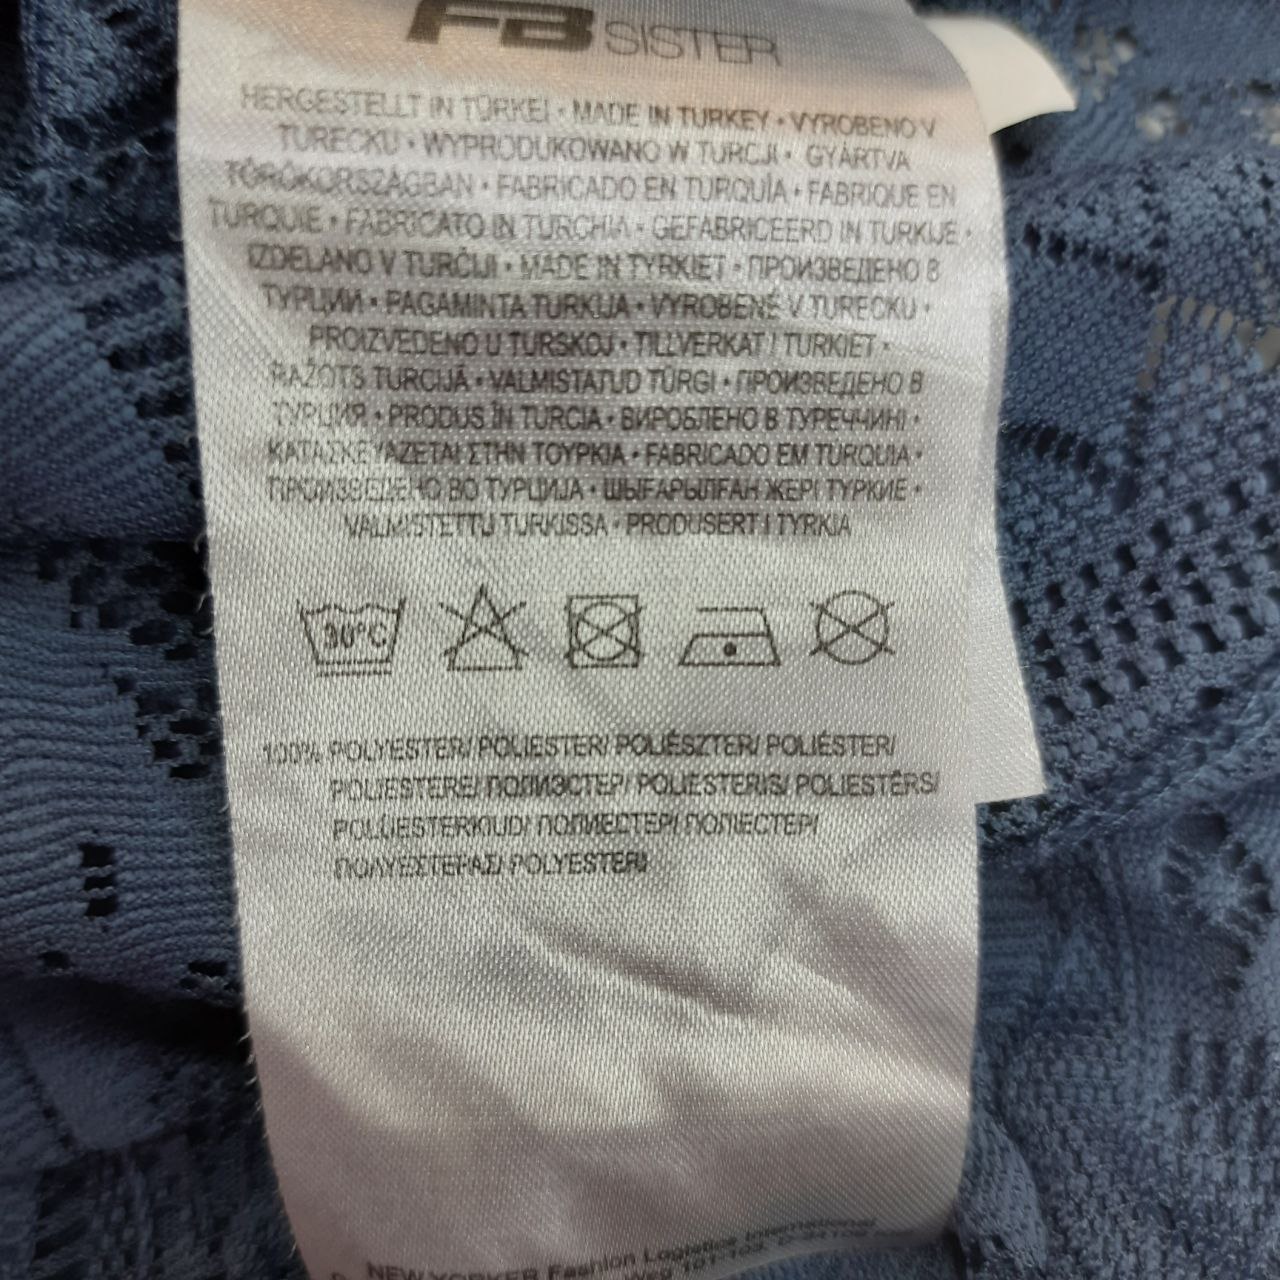 FB SISTER
HERGESTELLT IN TÜRKEI • MADE IN TURKEY • VYROBENO V
TURECKU • WYPRODUKOWANO W TURCJI • GYÁRTVA
TÖRÖKORSZÁGBAN • FABRICADO EN TURQUÍA • FABRIQUE EN
TURQUIE • FABRICATO IN TURCHIA • GEFABRICEERD IN TURKIJE •
IZDELANO V TURČIJI • MADE IN TYRKIET • ПРОИЗВЕДЕНО В
ТУРЦИИ • PAGAMINTA TURKIJA • VYROBENÉ V TURECKU •
PROIZVEDENO U TURSKOJ • TILLVERKAT I TURKIET •
RAŽOTS TURCIJĀ • VALMISTATUD TÜRGI • ПРОИЗВЕДЕНО В
ТУРЦИЯ • PRODUS ÎN TURCIA • ВИРОБЛЕНО В ТУРЕЧЧИНІ •
ΚΑΤΑΣΚΕΥΑΖΕΤΑΙ ΣΤΗΝ ΤΟΥΡΚΙΑ • FABRICADO EM TURQUIA •
ПРОИЗВЕДЕНО ВО ТУРЦИЈА • ШЫҒАРЫЛҒАН ЖЕРІ ТҮРКИЕ •
VALMISTETTU TURKISSA • PRODUSERT I TYRKIA
30°C
100% POLYESTER/ POLIESTER/ POLIÉSZTER/ POLIÉSTER/
POLIESTERE/ ПОЛИЭСТЕР/ POLIESTERIS/ POLIESTĒRS/
POLÜESTERKIUD/ ПОЛИЕСТЕР/ ПОЛІЕСТЕР/
ΠΟΛΥΕΣΤΕΡΑΣ/ POLYESTERI
NEW YORKER Fashion Logistics International